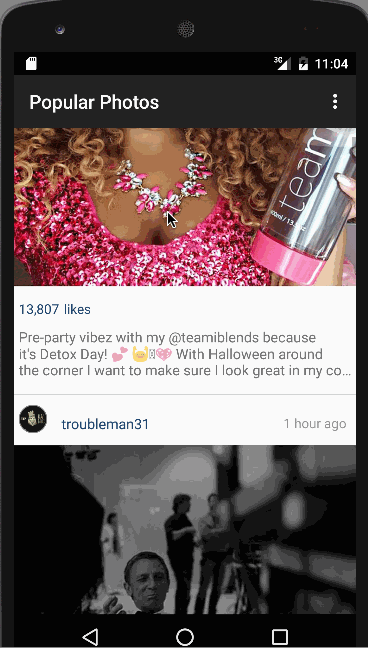 3G 11:04
Popular Photos
team
13,807 likes
Pre-party vibez with my @teamiblends because
it's Detox Day! 💕 🤘 💖 With Halloween around
the corner I want to make sure I look great in my co...
troubleman31
1 hour ago